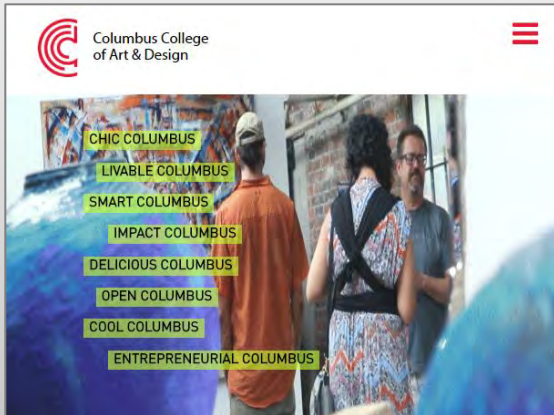 Columbus College
of Art & Design
CHIC COLUMBUS
LIVABLE COLUMBUS
SMART COLUMBUS
IMPACT COLUMBUS
DELICIOUS COLUMBUS
OPEN COLUMBUS
COOL COLUMBUS
ENTREPRENEURIAL COLUMBUS